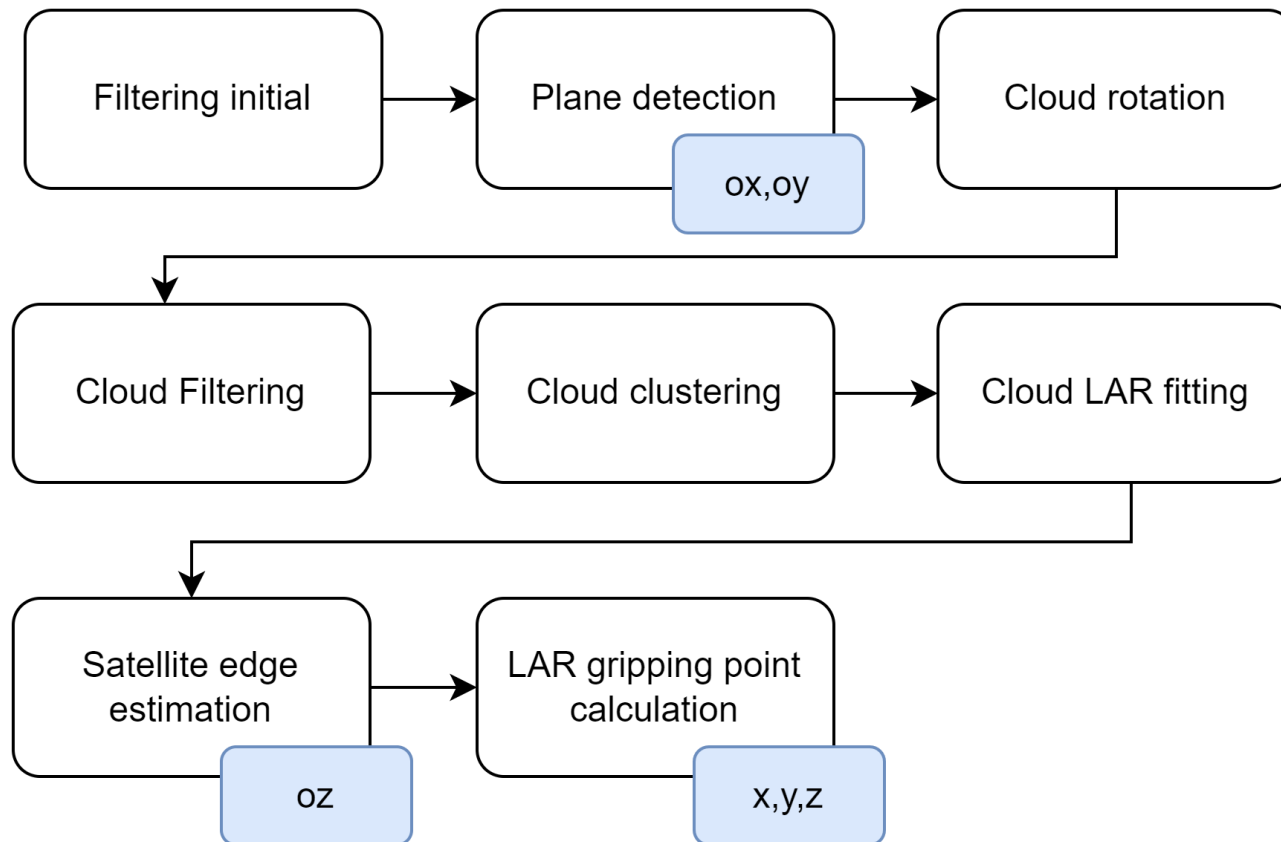 Filtering initial
Plane detection
ox,oy
Cloud rotation
Cloud Filtering
Cloud clustering
Cloud LAR fitting
Satellite edge
estimation
oz
LAR gripping point
calculation
x,y,z